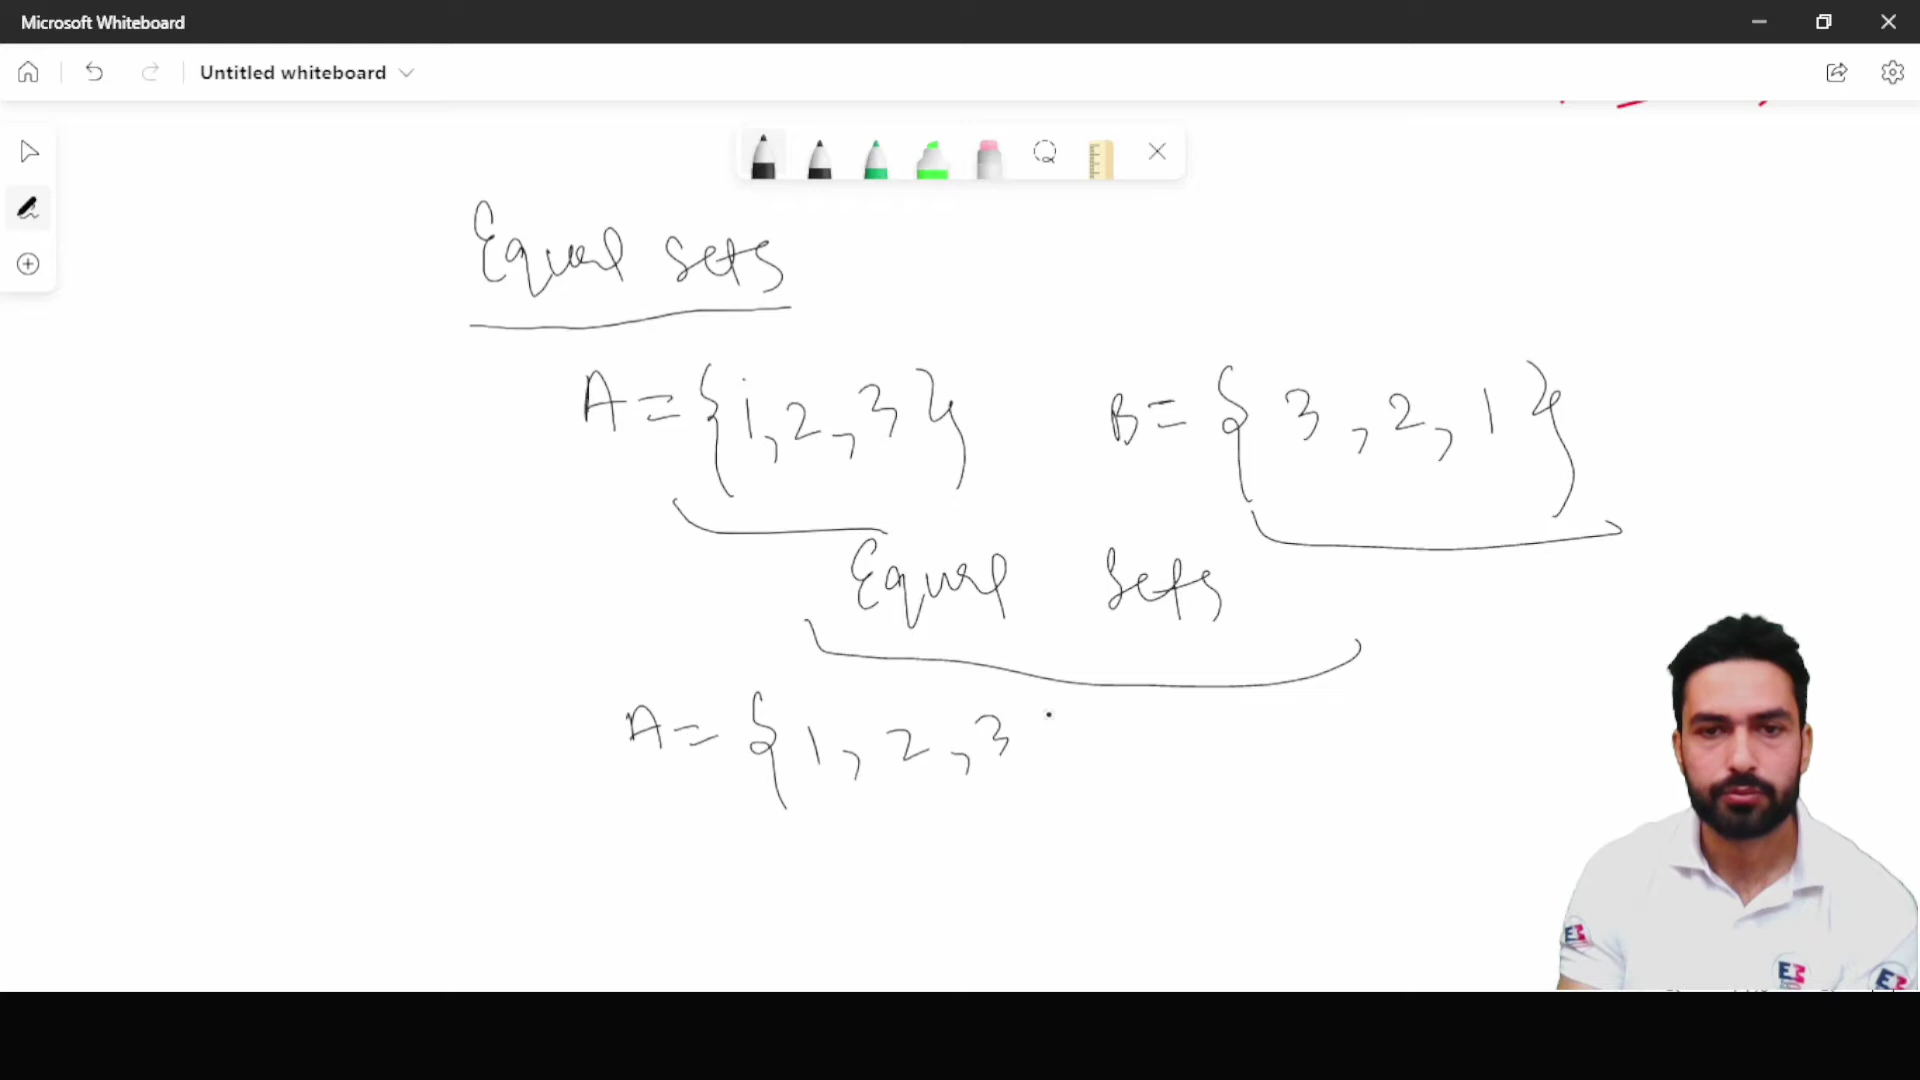 Microsoft Whiteboard
Untitled whiteboard
Equal sets
A = {1, 2, 3} B = { 3, 2, 1 }
Equal Sets
A = { 1, 2, 3